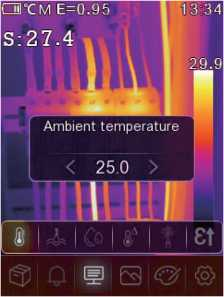 ℃ M E=0.95 13:34
S:27.4
29.9
Ambient temperature
< 25.0 >
ε↑